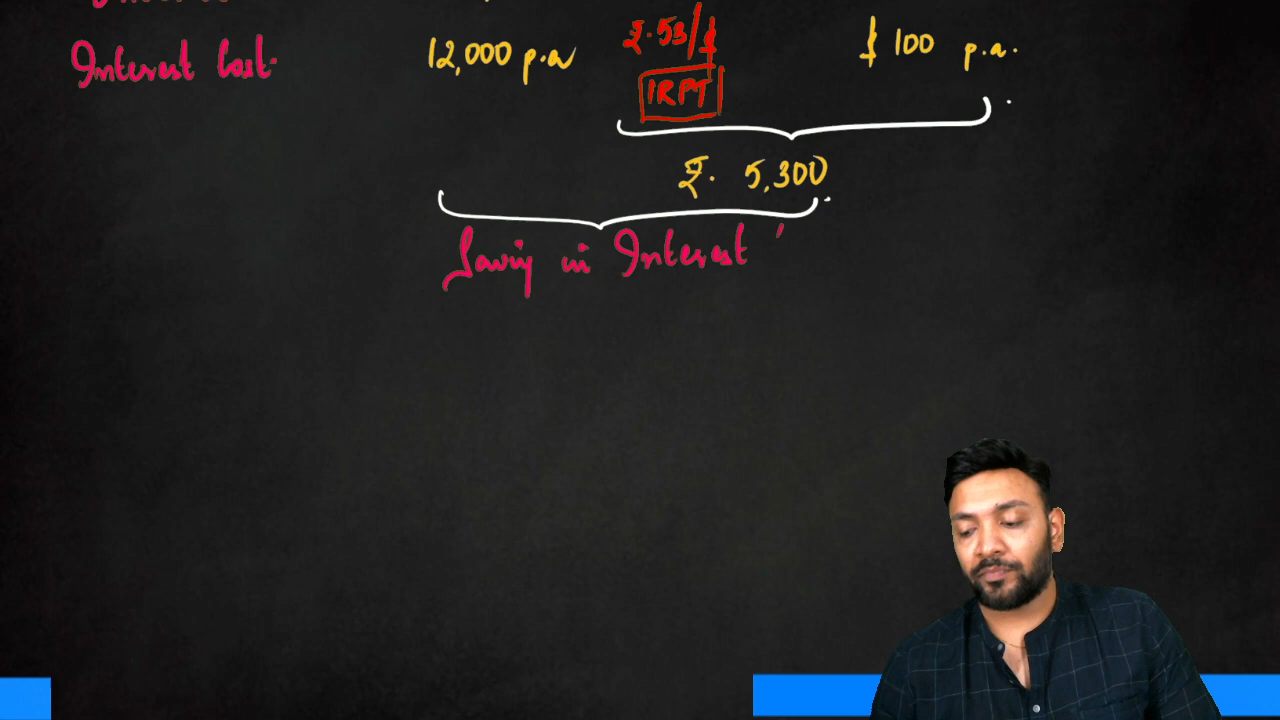 Interest Cost. 12,000 p.a ₹.53/$ $ 100 p.a.
IRPT
₹. 5,300
Saving in Interest